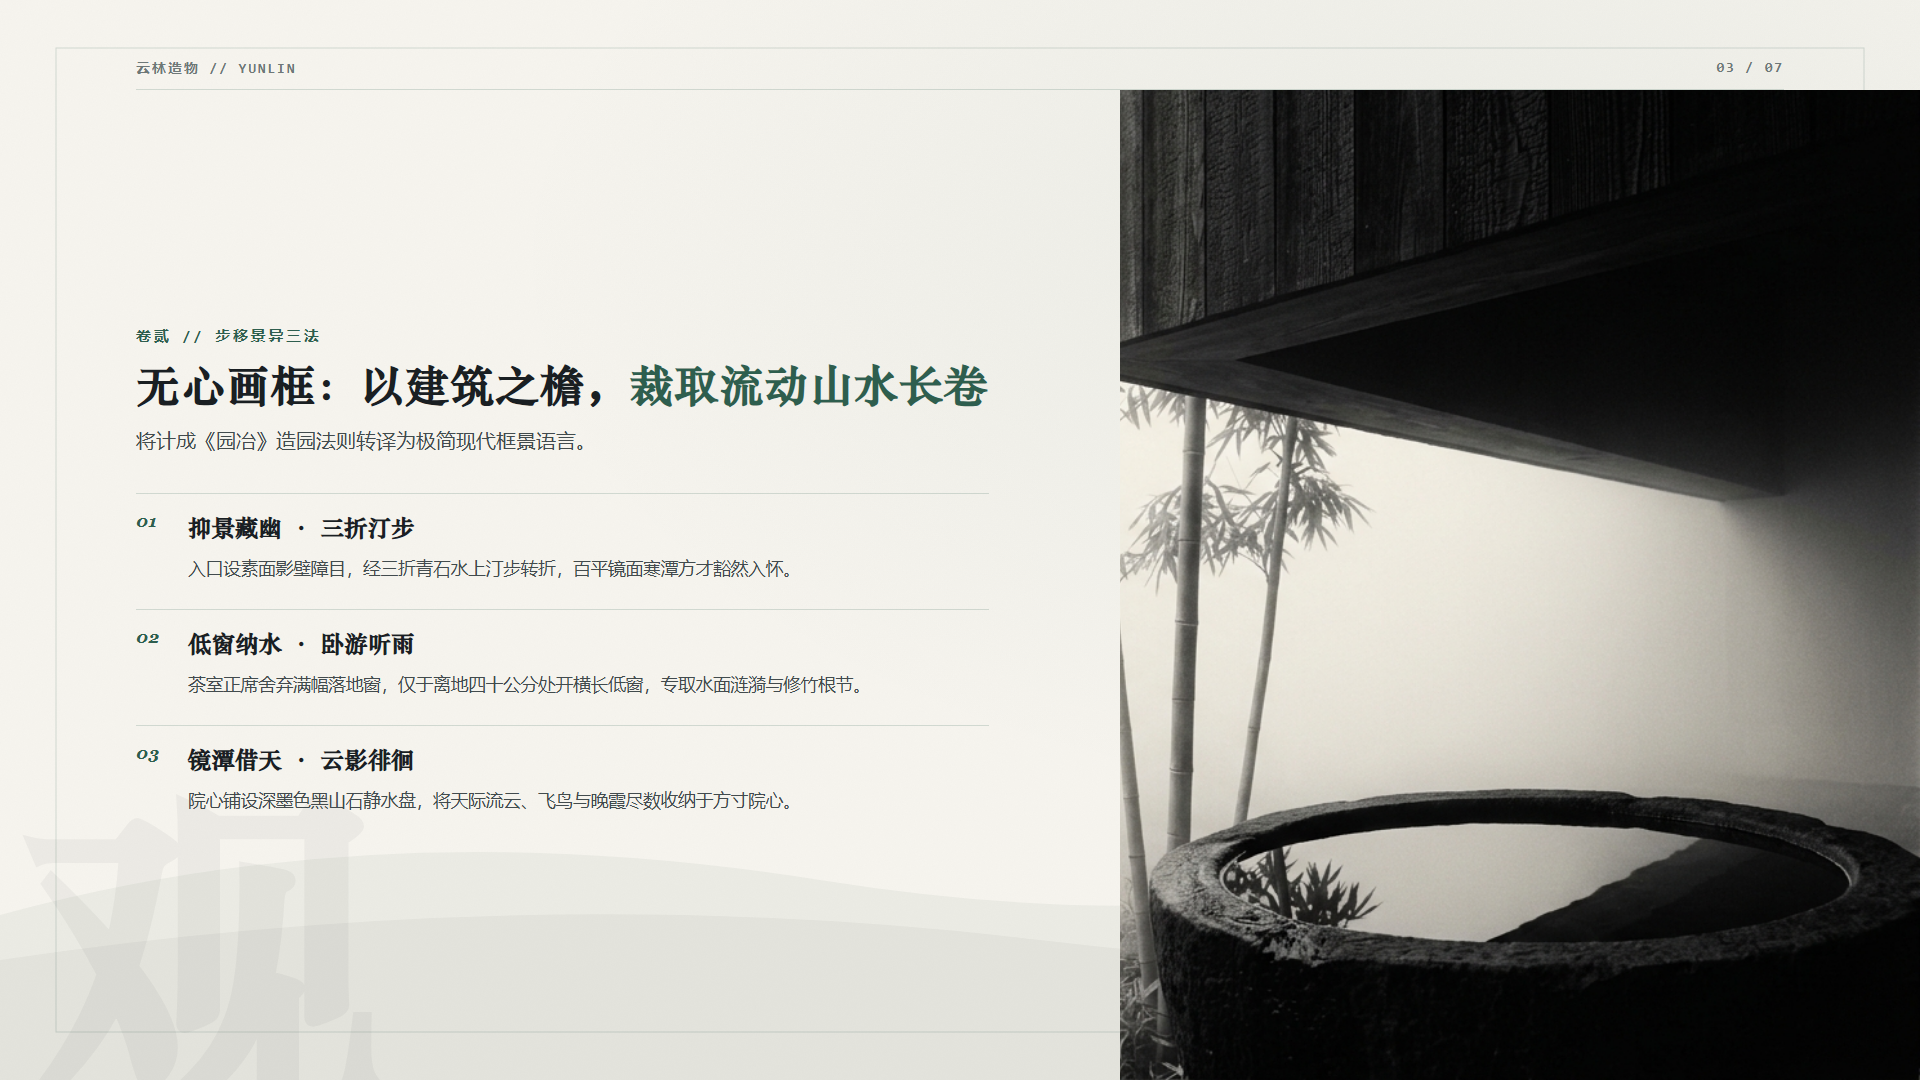 云林造物 // YUNLIN
03 / 07
卷贰 // 步移景异三法
无心画框：以建筑之檐，裁取流动山水长卷
将计成《园冶》造园法则转译为极简现代框景语言。
01 抑景藏幽 · 三折汀步
入口设素面影壁障目，经三折青石水上汀步转折，百平镜面寒潭方才豁然入怀。
02 低窗纳水 · 卧游听雨
茶室正席舍弃满幅落地窗，仅于离地四十公分处开横长低窗，专取水面涟漪与修竹根节。
03 镜潭借天 · 云影徘徊
院心铺设深墨色黑山石静水盘，将天际流云、飞鸟与晚霞尽数收纳于方寸院心。
观